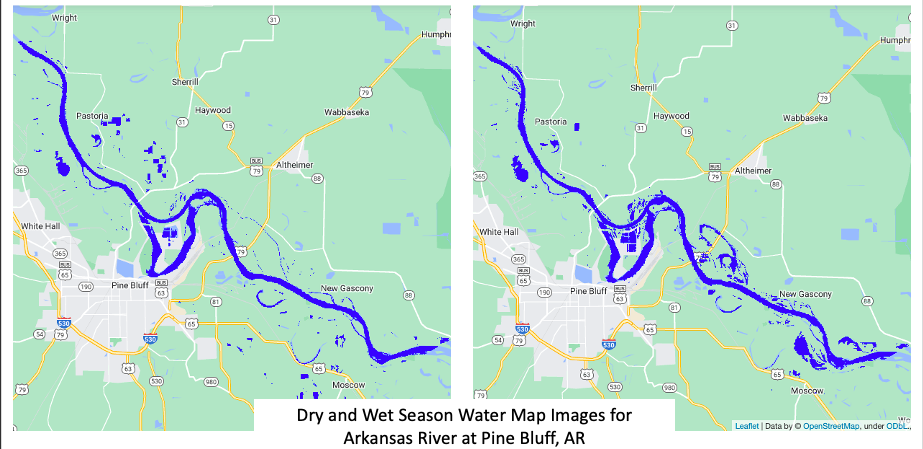 Wright
31
Humphr
Sherrill
79
Pastoria
Haywood
Wabbaseka
31
15
BUS
79
Altheimer
365
88
White Hall
79
365
BUS
65
190
Pine Bluff
BUS
63
New Gascony
88
81
530
65
54
79
530
65
63
530
980
Moscow
79
Wright
31
Humphr
Sherrill
79
Pastoria
Haywood
Wabbaseka
31
15
BUS
79
Altheimer
365
88
White Hall
365
BUS
65
190
Pine Bluff
BUS
63
New Gascony
88
81
530
65
54
79
530
65
63
530
980
Moscow
79
Leaflet | Data by © OpenStreetMap, under ODbL.
Dry and Wet Season Water Map Images for
Arkansas River at Pine Bluff, AR